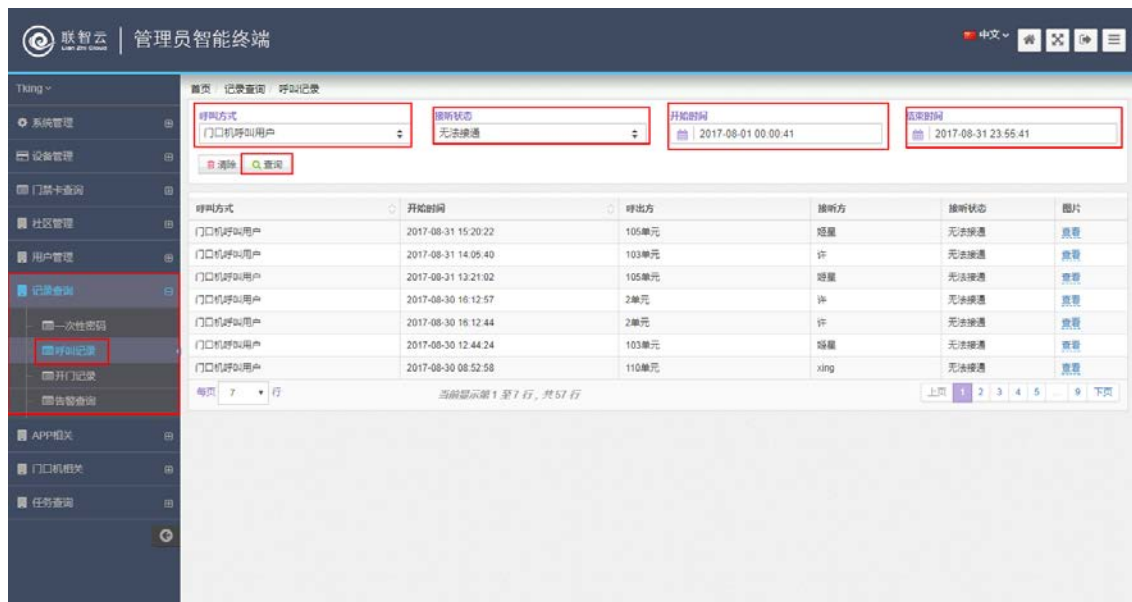 联智云 管理员智能终端 中文
Lian Zhi Cloud
Tking
首页 / 记录查询 / 呼叫记录
系统管理
设备管理
门禁卡查询
社区管理
用户管理
记录查询
一次性密码
呼叫记录
开门记录
告警查询
APP相关
门口机相关
任务查询
呼叫方式 接听状态 开始时间 结束时间
门口机呼叫用户 无法接通 2017-08-01 00:00:41 2017-08-31 23:55:41
清除 查询
呼叫方式 开始时间 呼出方 接听方 接听状态 图片
门口机呼叫用户 2017-08-31 15:20:22 105单元 无法接通 查看
门口机呼叫用户 2017-08-31 14:05:40 103单元 许 无法接通 查看
门口机呼叫用户 2017-08-31 13:21:02 105单元 无法接通 查看
门口机呼叫用户 2017-08-30 16:12:57 2单元 许 无法接通 查看
门口机呼叫用户 2017-08-30 16:12:44 2单元 许 无法接通 查看
门口机呼叫用户 2017-08-30 12:44:24 103单元 无法接通 查看
门口机呼叫用户 2017-08-30 08:52:58 110单元 xing 无法接通 查看
每页 7 行 当前显示第 1 至 7 行，共 57 行 上页 1 2 3 4 5 ... 9 下页